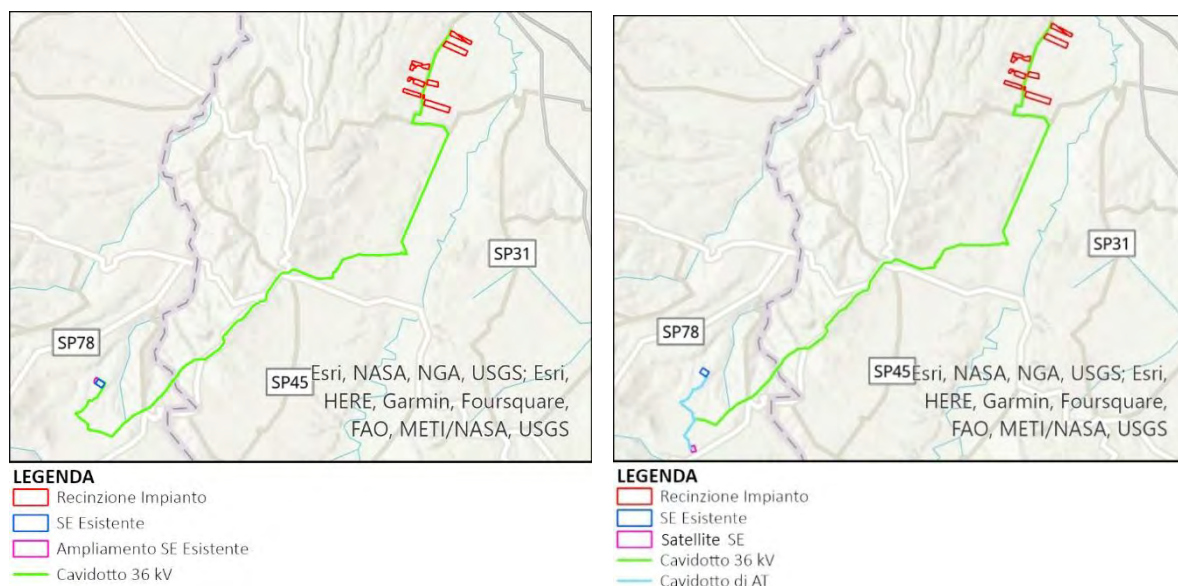 SP31
SP78
SP45
Esri, NASA, NGA, USGS; Esri,
HERE, Garmin, Foursquare,
FAO, METI/NASA, USGS
LEGENDA
Recinzione Impianto
SE Esistente
Ampliamento SE Esistente
Cavidotto 36 kV
SP31
SP78
SP45
Esri, NASA, NGA, USGS; Esri,
HERE, Garmin, Foursquare,
FAO, METI/NASA, USGS
LEGENDA
Recinzione Impianto
SE Esistente
Satellite SE
Cavidotto 36 kV
Cavidotto di AT